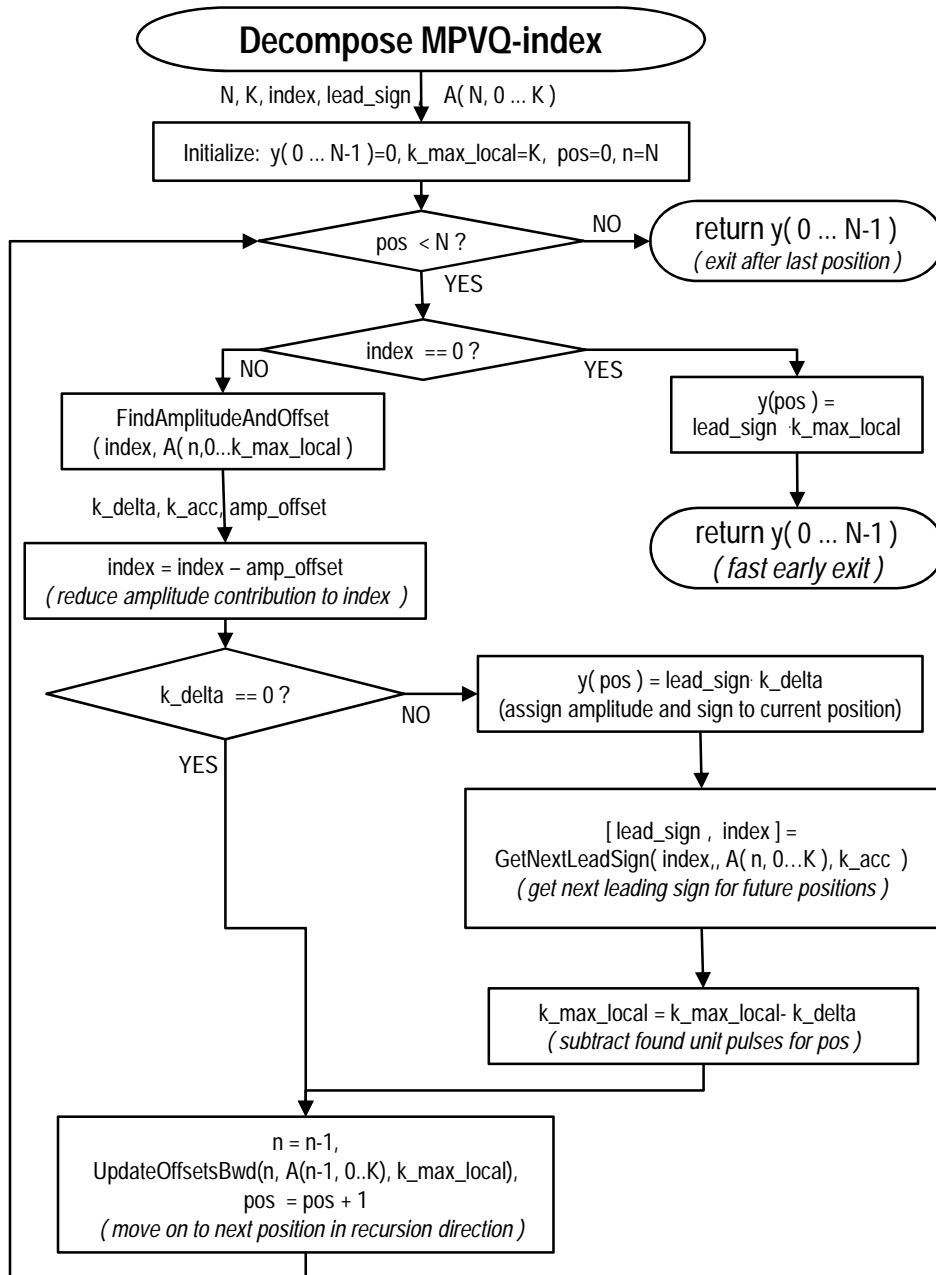 Decompose MPVQ-index
N, K, index, lead_sign , A( N, 0 ... K )
Initialize: y( 0 ... N-1 )=0, k_max_local=K, pos=0, n=N
pos < N ?
NO
return y( 0 ... N-1 )
( exit after last position )
YES
index == 0 ?
NO
YES
FindAmplitudeAndOffset
( index, A( n,0...k_max_local )
y(pos ) =
lead_sign ·k_max_local
k_delta, k_acc, amp_offset
return y( 0 ... N-1 )
( fast early exit )
index = index – amp_offset
( reduce amplitude contribution to index )
k_delta == 0 ?
NO
y( pos ) = lead_sign· k_delta
(assign amplitude and sign to current position)
YES
[ lead_sign , index ] =
GetNextLeadSign( index,, A( n, 0...K ), k_acc )
( get next leading sign for future positions )
k_max_local = k_max_local- k_delta
( subtract found unit pulses for pos )
n = n-1,
UpdateOffsetsBwd(n, A(n-1, 0..K), k_max_local),
pos = pos + 1
( move on to next position in recursion direction )